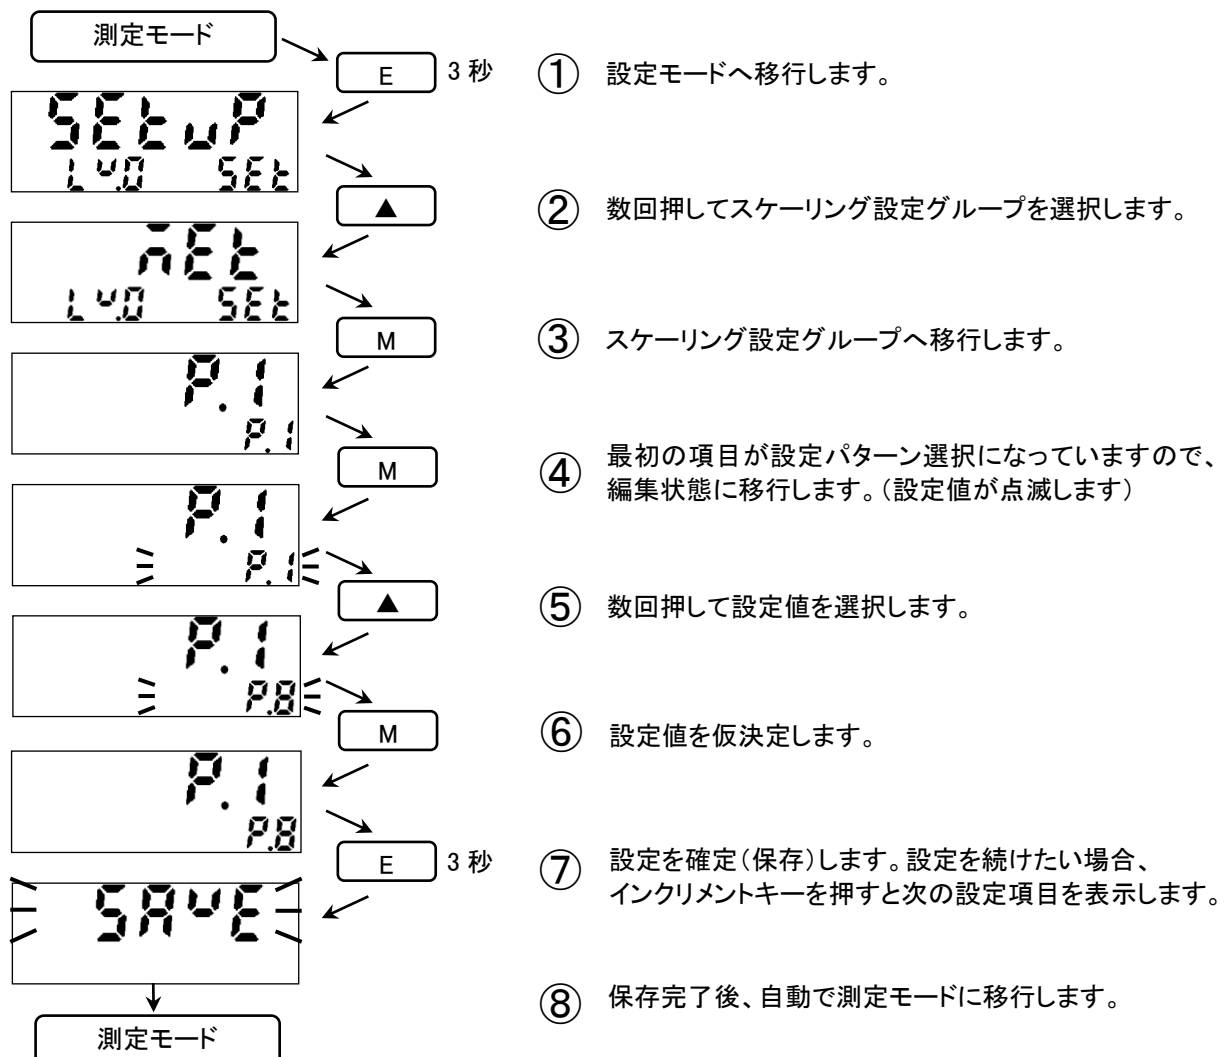 測定モード
E 3 秒 ① 設定モードへ移行します。
SEtuP
Lv.0 SEt
▲ ② 数回押してスケーリング設定グループを選択します。
mEt
Lv.0 SEt
M ③ スケーリング設定グループへ移行します。
P. 1
P. 1
M ④ 最初の項目が設定パターン選択になっていますので、
編集状態に移行します。(設定値が点滅します)
P. 1
P. 1
▲ ⑤ 数回押して設定値を選択します。
P. 1
P.8
M ⑥ 設定値を仮決定します。
P. 1
P.8
E 3 秒 ⑦ 設定を確定(保存)します。設定を続けたい場合、
インクリメントキーを押すと次の設定項目を表示します。
SAvE
⑧ 保存完了後、自動で測定モードに移行します。
測定モード